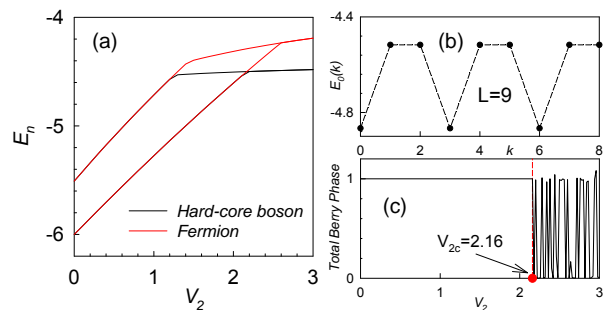 (a)
-4
-5
-6
E_n
0
1
2
3
V_2
Hard-core boson
Fermion
(b)
-4.4
-4.8
E_0(k)
L=9
0
2
4
k
6
8
(c)
1
0
Total Berry Phase
V_2c=2.16
0
1
2
3
V_2